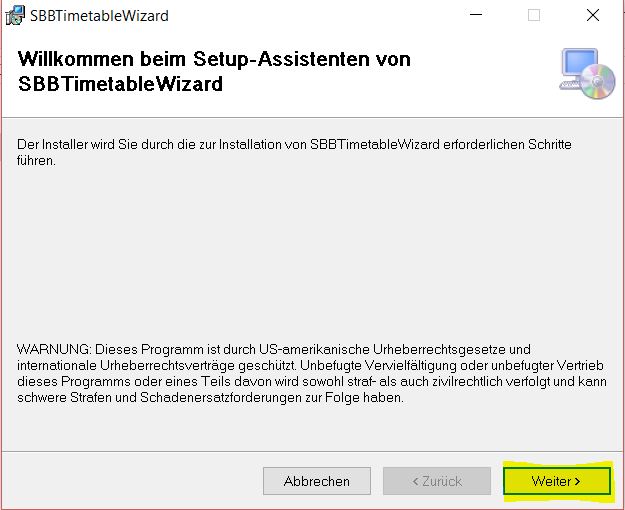 SBBTimetableWizard
Willkommen beim Setup-Assistenten von
SBBTimetableWizard
Der Installer wird Sie durch die zur Installation von SBBTimetableWizard erforderlichen Schritte
führen.
WARNUNG: Dieses Programm ist durch US-amerikanische Urheberrechtsgesetze und
internationale Urheberrechtsverträge geschützt. Unbefugte Vervielfältigung oder unbefugter Vertrieb
dieses Programms oder eines Teils davon wird sowohl straf- als auch zivilrechtlich verfolgt und kann
schwere Strafen und Schadenersatzforderungen zur Folge haben.
Abbrechen
< Zurück
Weiter >